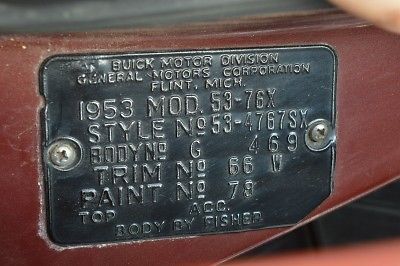 BUICK MOTOR DIVISION
GENERAL MOTORS CORPORATION
FLINT, MICH.
1953 MOD. 53-76X
STYLE No 53-4767SX
BODY No G 469
TRIM No 66 W
PAINT No 78
TOP ACC.
BODY BY FISHER